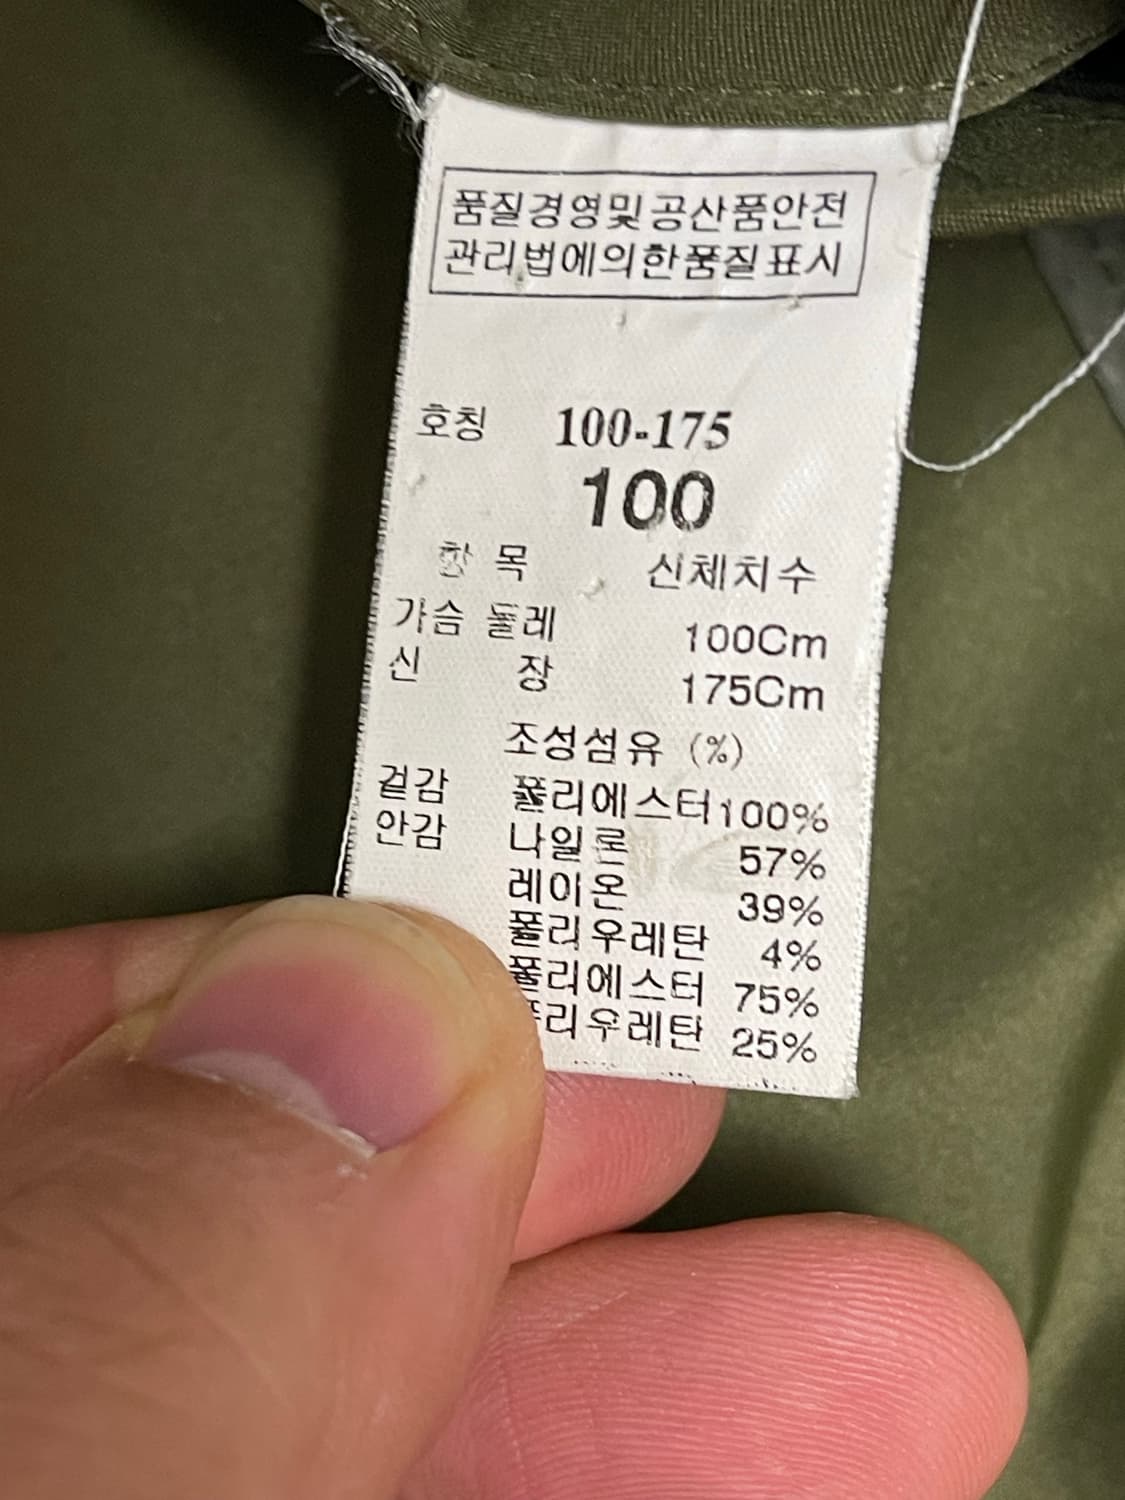 품질경영및공산품안전
관리법에의한품질표시
호칭 100-175
100
항 목 신체치수
가슴 둘레 100Cm
신 장 175Cm
조성섬유 (%)
겉감 폴리에스터100%
안감 나일론 57%
레이온 39%
폴리우레탄 4%
폴리에스터 75%
폴리우레탄 25%